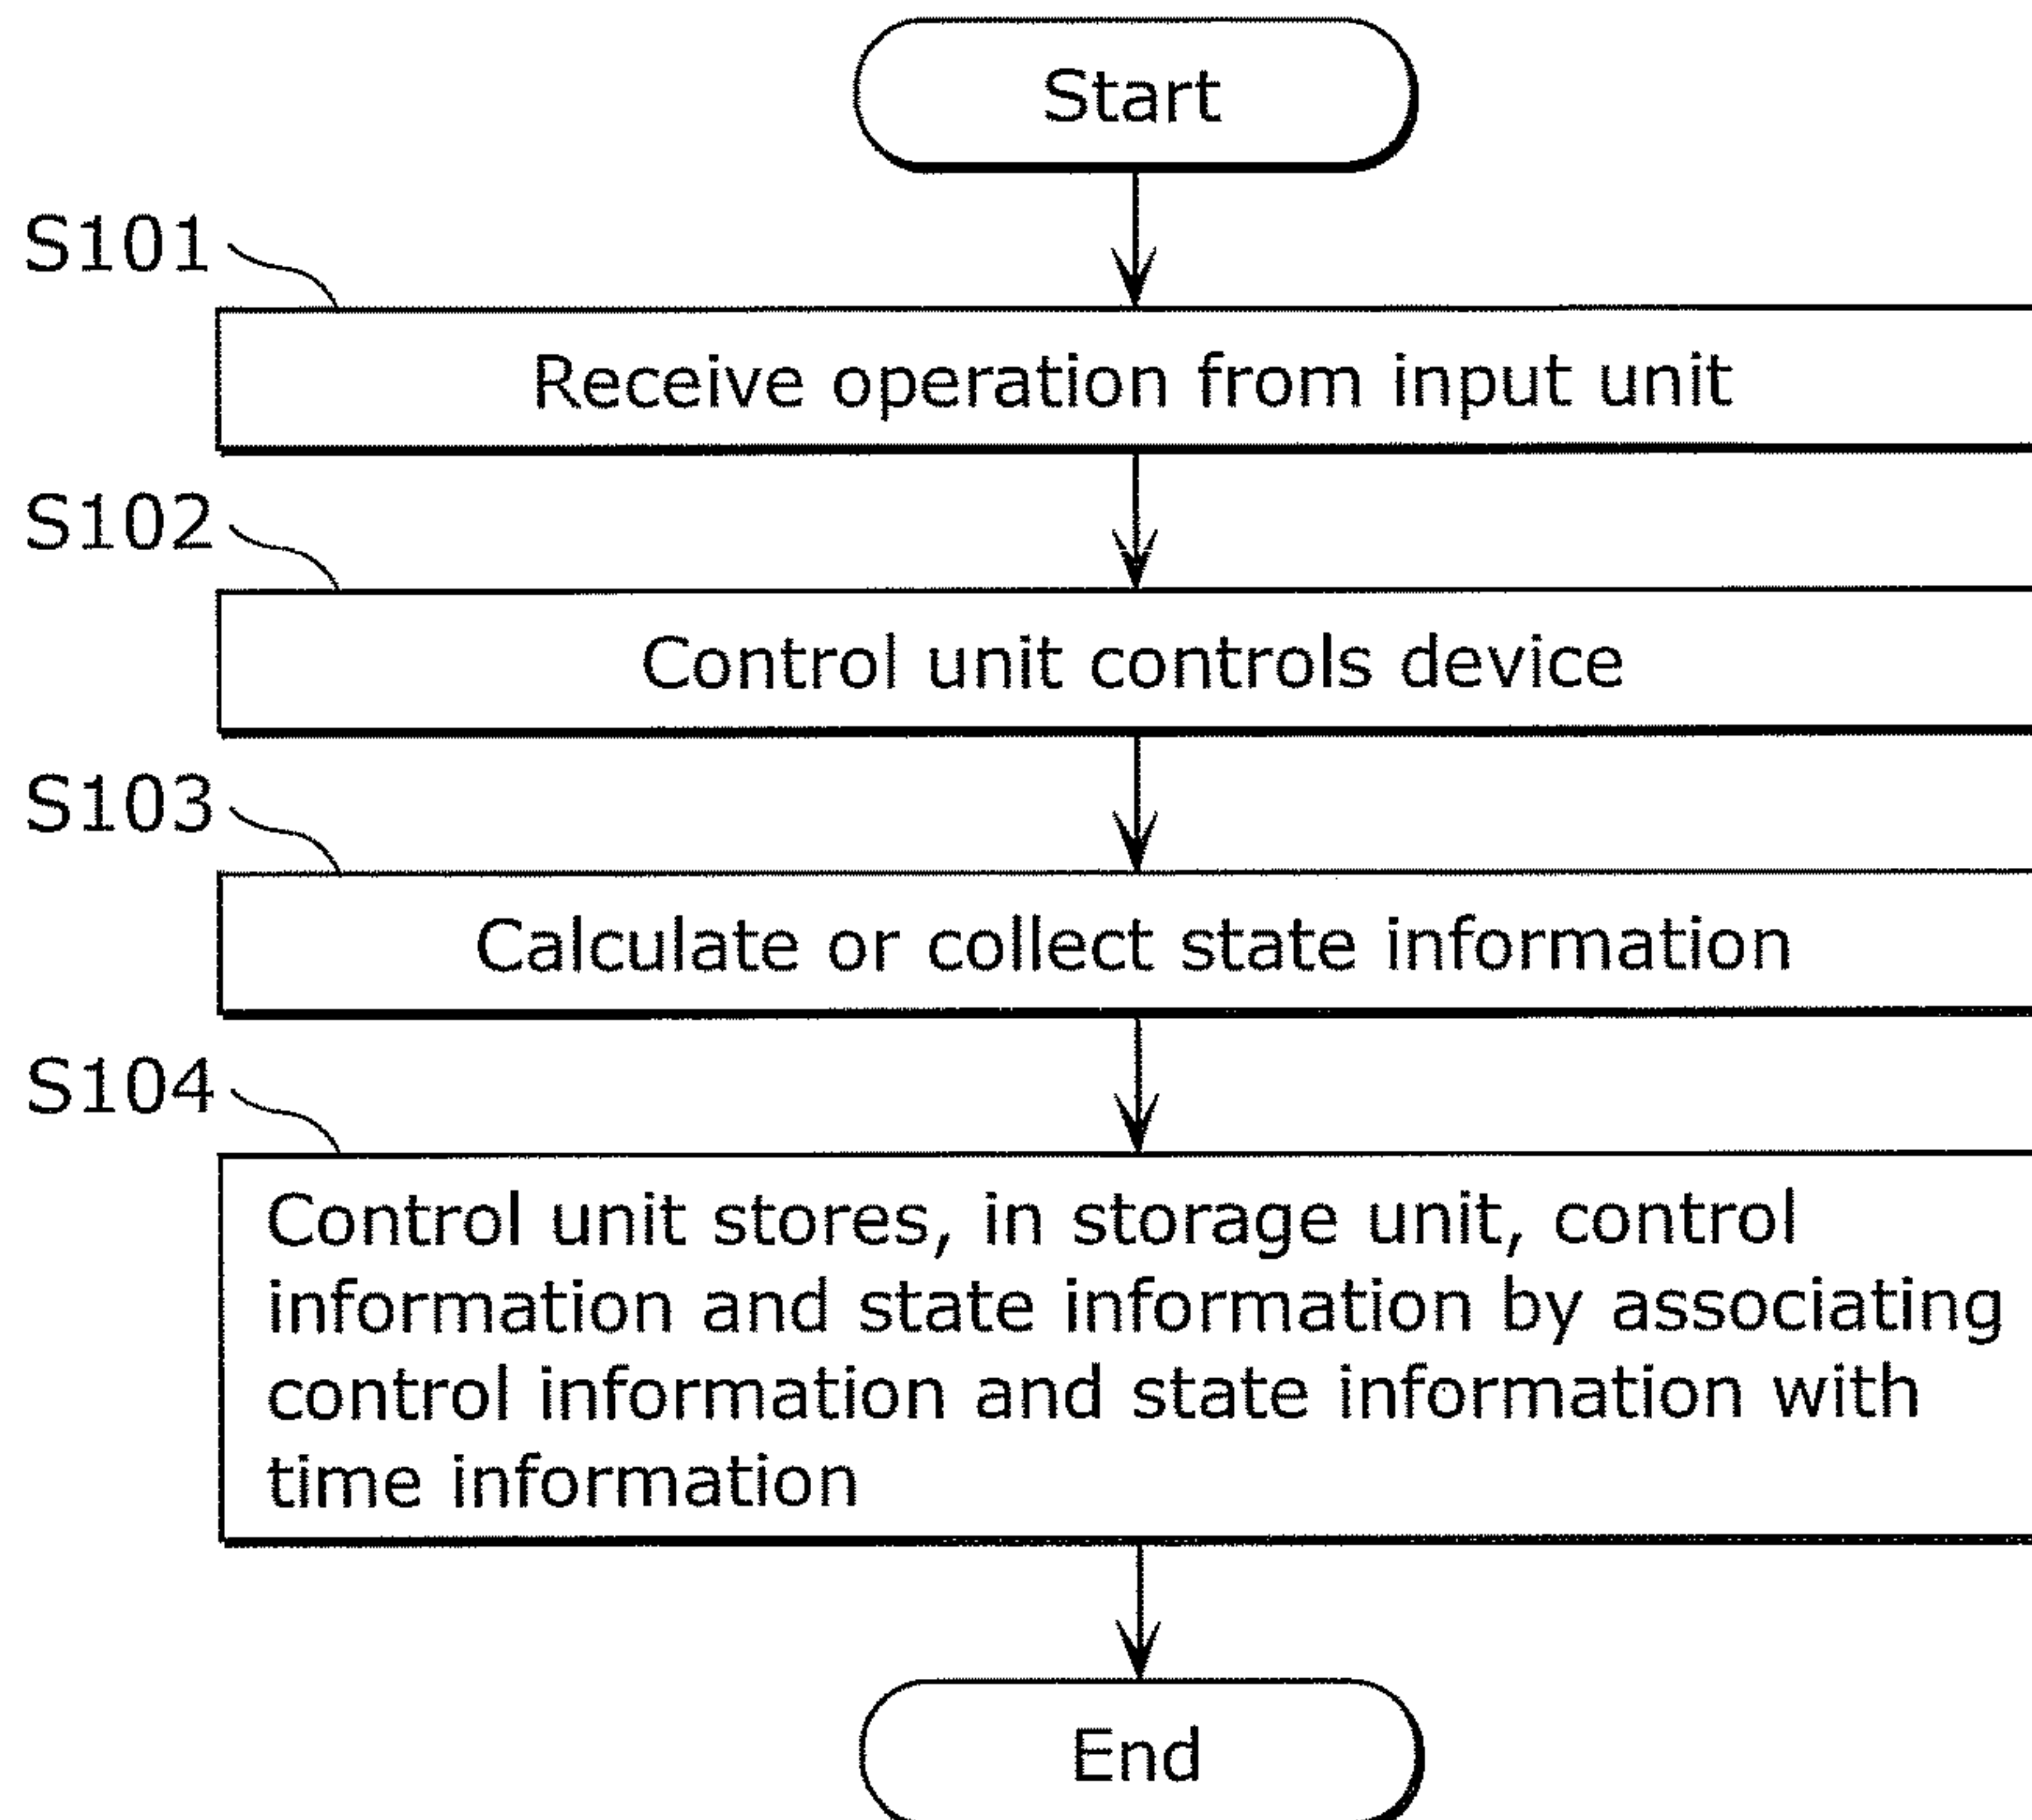 Start
S101
Receive operation from input unit
S102
Control unit controls device
S103
Calculate or collect state information
S104
Control unit stores, in storage unit, control
information and state information by associating
control information and state information with
time information
End